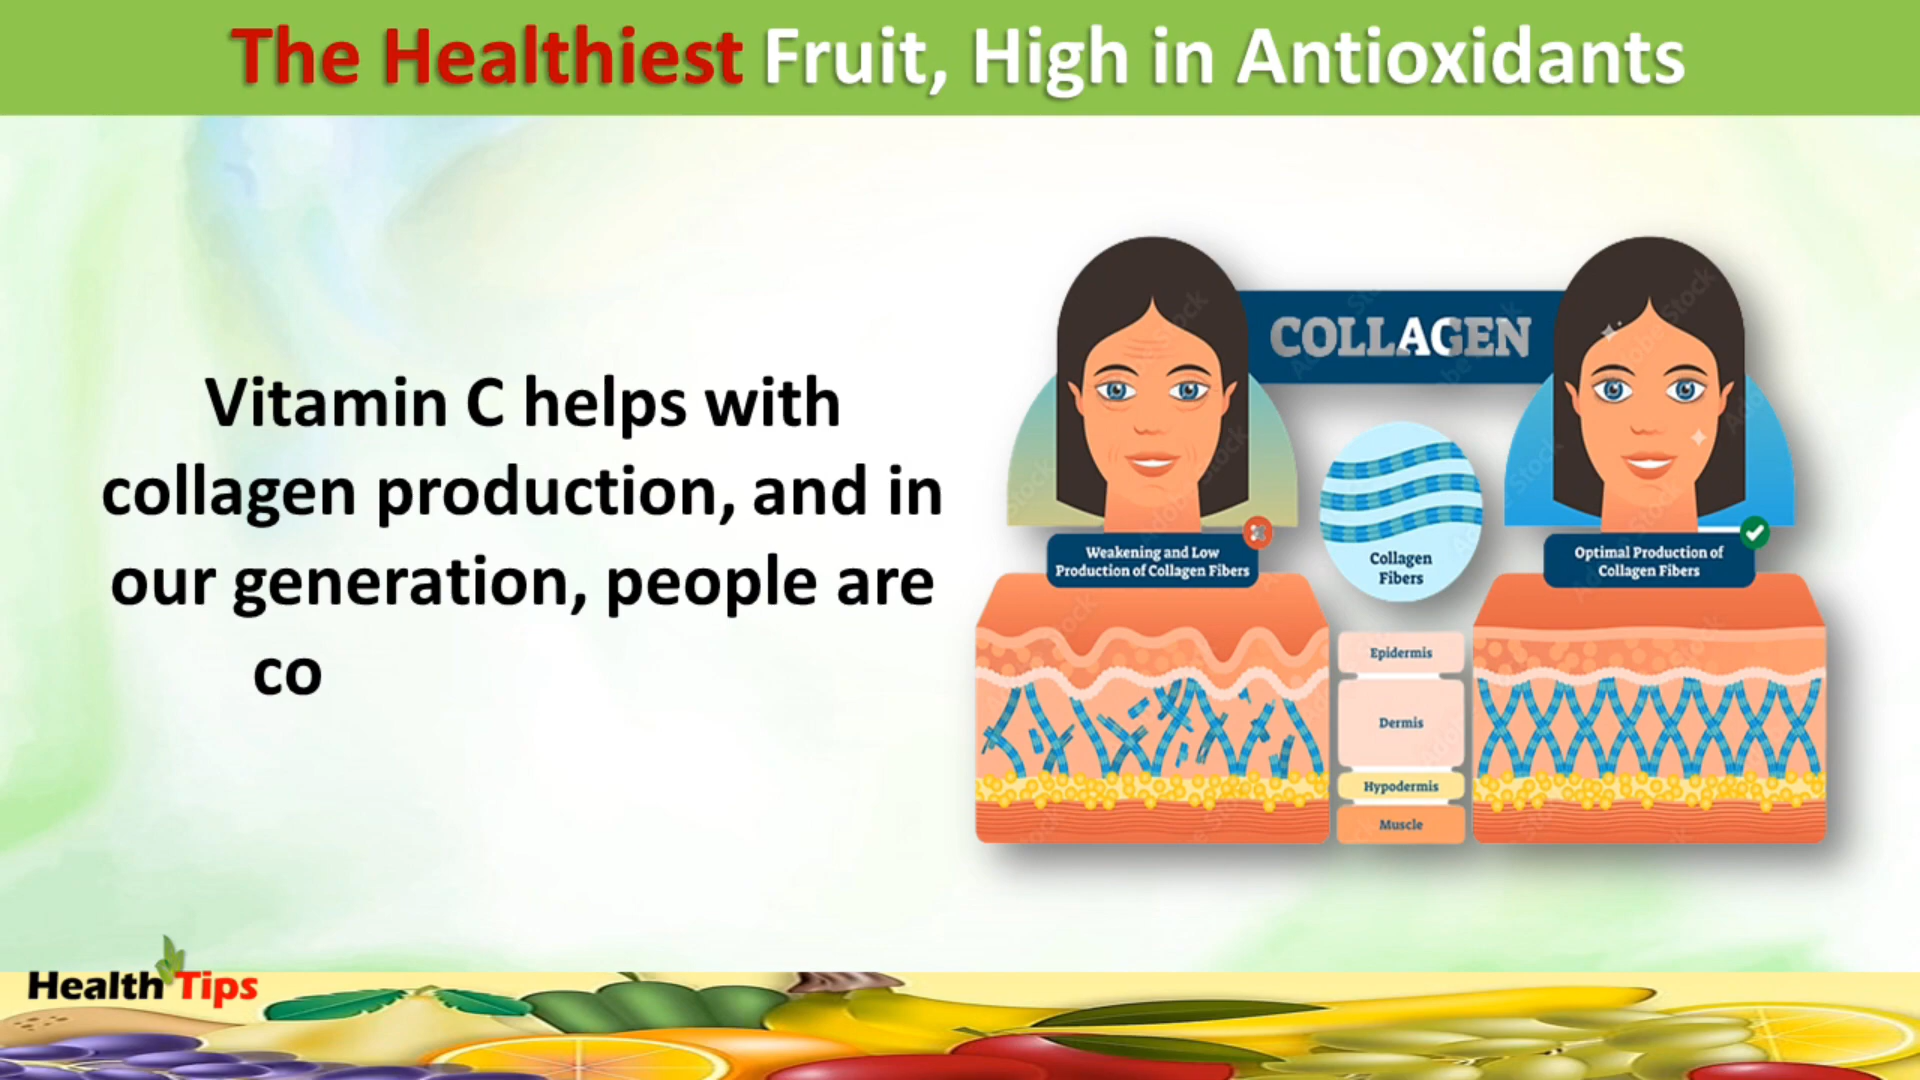 The Healthiest Fruit, High in Antioxidants
Vitamin C helps with
collagen production, and in
our generation, people are
co
COLLAGEN
Weakening and Low
Production of Collagen Fibers
Collagen
Fibers
Optimal Production of
Collagen Fibers
Epidermis
Dermis
Hypodermis
Muscle
Health Tips